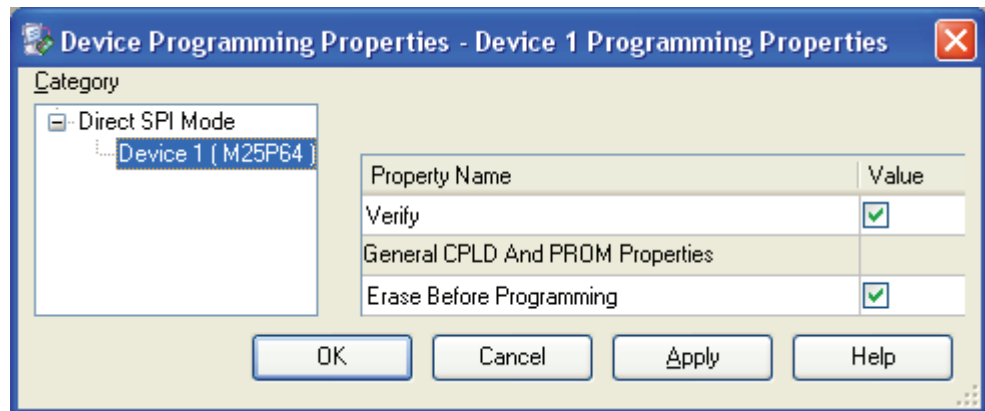 Device Programming Properties - Device 1 Programming Properties
Category
Direct SPI Mode
Device 1 ( M25P64 )
Property Name Value
Verify
General CPLD And PROM Properties
Erase Before Programming
OK Cancel Apply Help